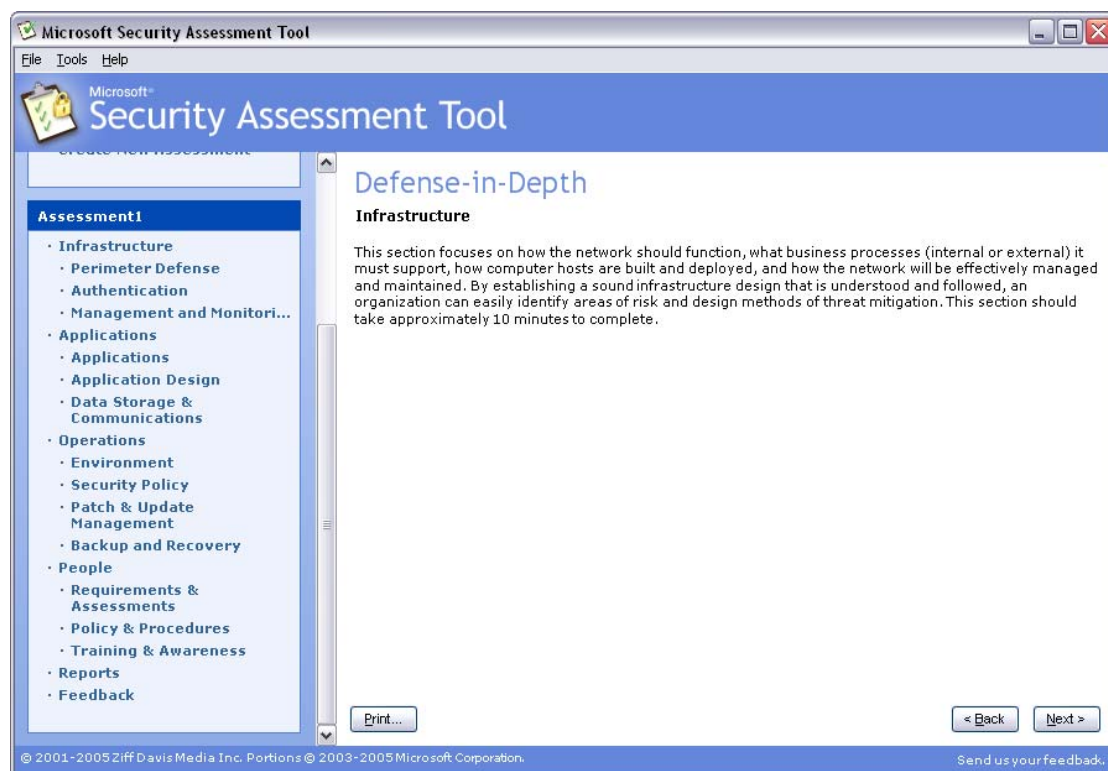 Microsoft Security Assessment Tool
File Tools Help
Microsoft®
Security Assessment Tool
Create New Assessment
Assessment1
· Infrastructure
· Perimeter Defense
· Authentication
· Management and Monitori...
· Applications
· Applications
· Application Design
· Data Storage &
Communications
· Operations
· Environment
· Security Policy
· Patch & Update
Management
· Backup and Recovery
· People
· Requirements &
Assessments
· Policy & Procedures
· Training & Awareness
· Reports
· Feedback
Defense-in-Depth
Infrastructure
This section focuses on how the network should function, what business processes (internal or external) it
must support, how computer hosts are built and deployed, and how the network will be effectively managed
and maintained. By establishing a sound infrastructure design that is understood and followed, an
organization can easily identify areas of risk and design methods of threat mitigation. This section should
take approximately 10 minutes to complete.
Print...
< Back
Next >
© 2001-2005 Ziff Davis Media Inc. Portions © 2003-2005 Microsoft Corporation.
Send us your feedback.